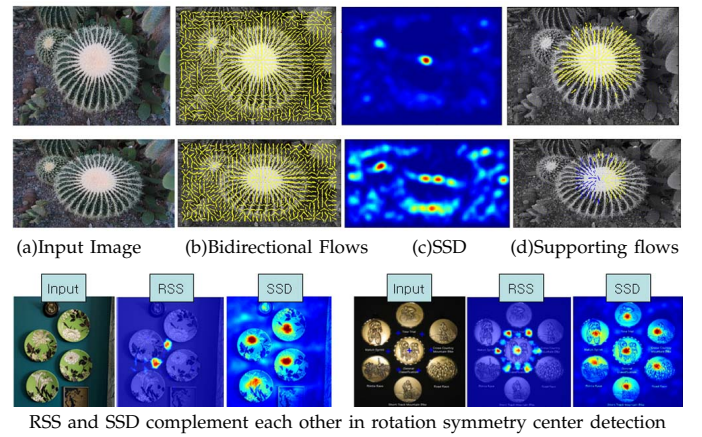 (a)Input Image (b)Bidirectional Flows (c)SSD (d)Supporting flows
Input RSS SSD Input RSS SSD
RSS and SSD complement each other in rotation symmetry center detection